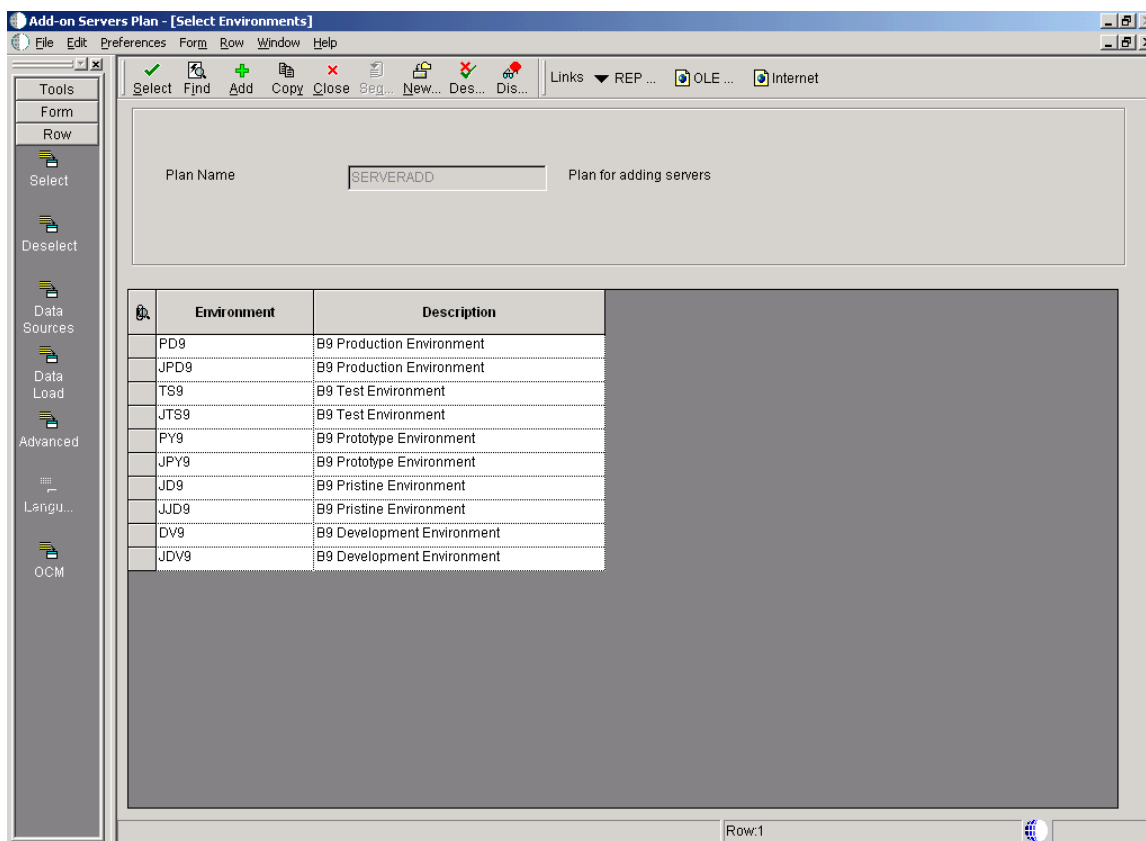 Add-on Servers Plan - [Select Environments]
File Edit Preferences Form Row Window Help
Select Find Add Copy Close Seq... New... Des... Dis... Links REP ... OLE ... Internet
Tools
Form
Row
Select
Deselect
Data
Sources
Data
Load
Advanced
Langu...
OCM
Plan Name SERVERADD Plan for adding servers
Environment Description
PD9 B9 Production Environment
JPD9 B9 Production Environment
TS9 B9 Test Environment
JTS9 B9 Test Environment
PY9 B9 Prototype Environment
JPY9 B9 Prototype Environment
JD9 B9 Pristine Environment
JJD9 B9 Pristine Environment
DV9 B9 Development Environment
JDV9 B9 Development Environment
Row:1